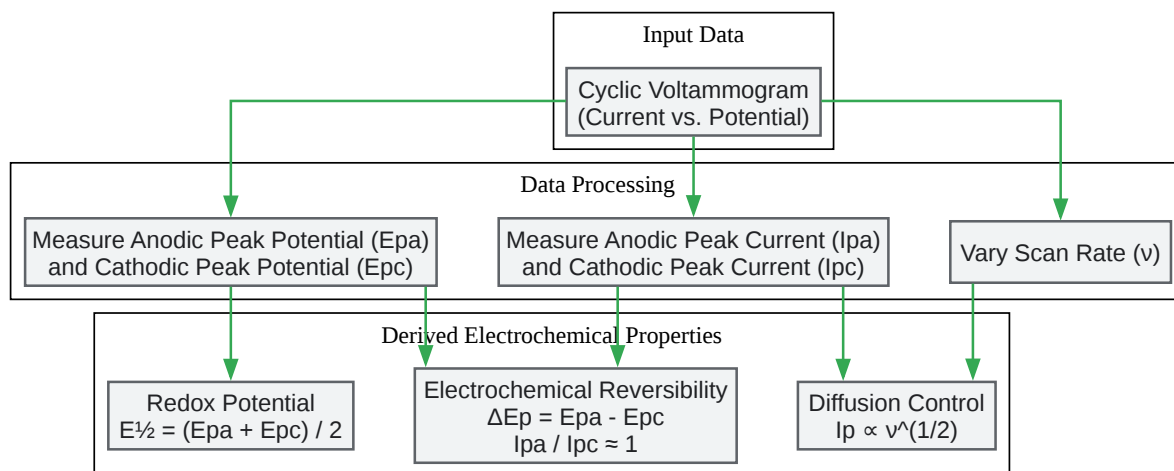 Input Data
Cyclic Voltammogram
(Current vs. Potential)
Data Processing
Measure Anodic Peak Potential (Epa)
and Cathodic Peak Potential (Epc)
Measure Anodic Peak Current (Ipa)
and Cathodic Peak Current (Ipc)
Vary Scan Rate (ν)
Derived Electrochemical Properties
Redox Potential
E½ = (Epa + Epc) / 2
Electrochemical Reversibility
ΔEp = Epa - Epc
Ipa / Ipc ≈ 1
Diffusion Control
Ip ∝ ν^(1/2)